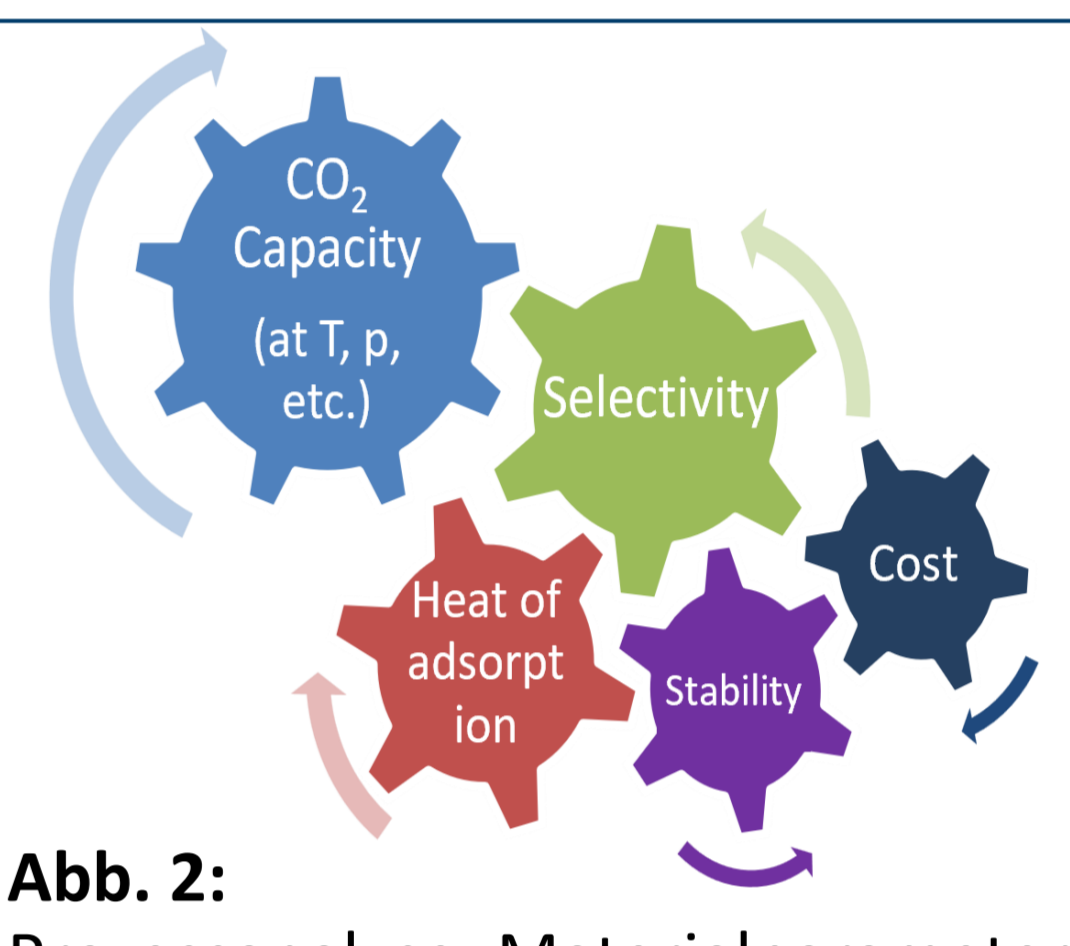 CO₂
Capacity
(at T, p,
etc.)
Selectivity
Cost
Heat of
adsorpt
ion
Stability
Abb. 2: